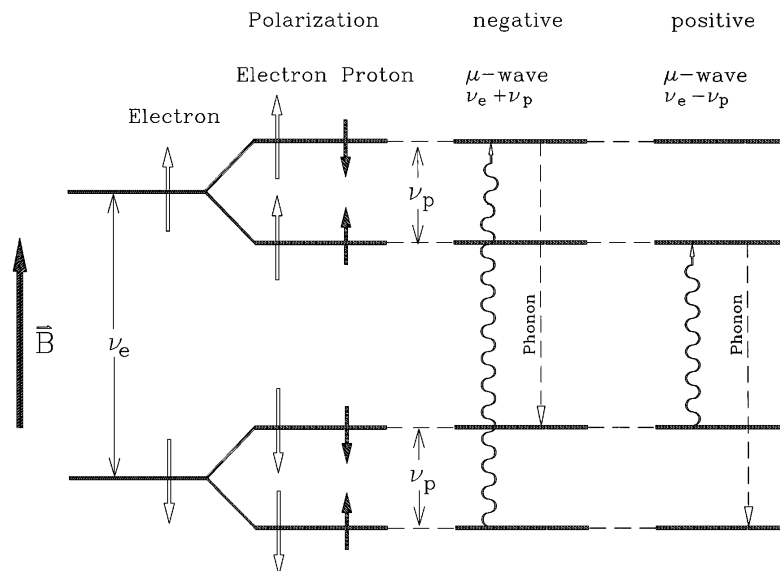 Polarization negative positive
Electron Proton μ-wave μ-wave
νe+νp νe−νp
Electron
νp
B⃗
νe
Phonon Phonon
νp